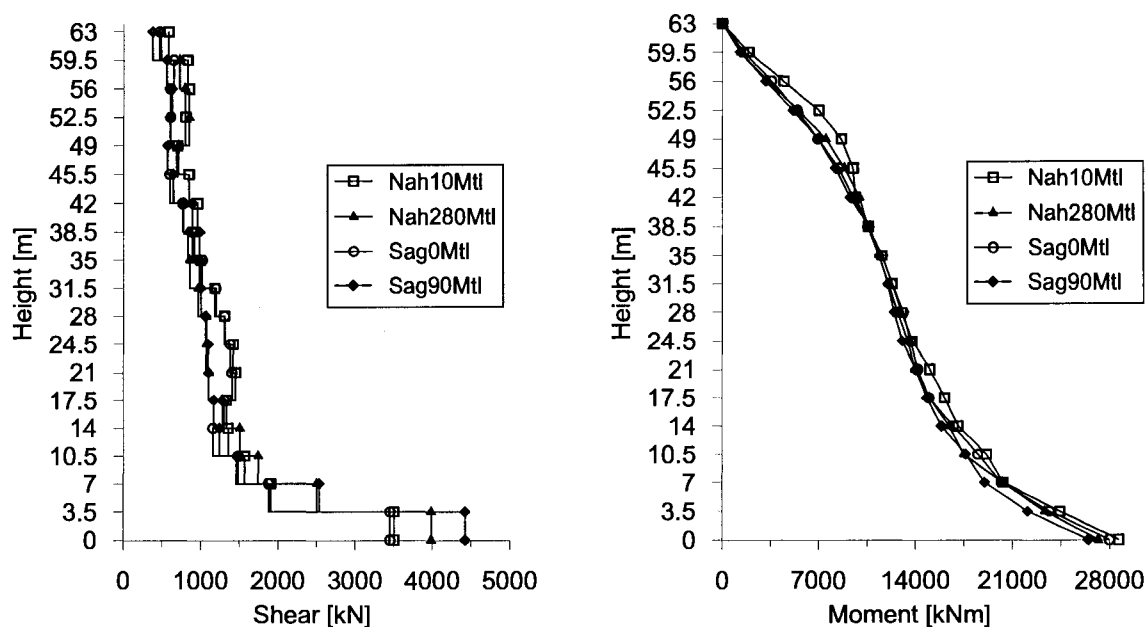 63
59.5
56
52.5
49
45.5
42
38.5
35
31.5
28
24.5
21
17.5
14
10.5
7
3.5
0
Height [m]
0 1000 2000 3000 4000 5000
Shear [kN]
Nah10Mtl
Nah280Mtl
Sag0Mtl
Sag90Mtl
63
59.5
56
52.5
49
45.5
42
38.5
35
31.5
28
24.5
21
17.5
14
10.5
7
3.5
0
Height [m]
0 7000 14000 21000 28000
Moment [kNm]
Nah10Mtl
Nah280Mtl
Sag0Mtl
Sag90Mtl